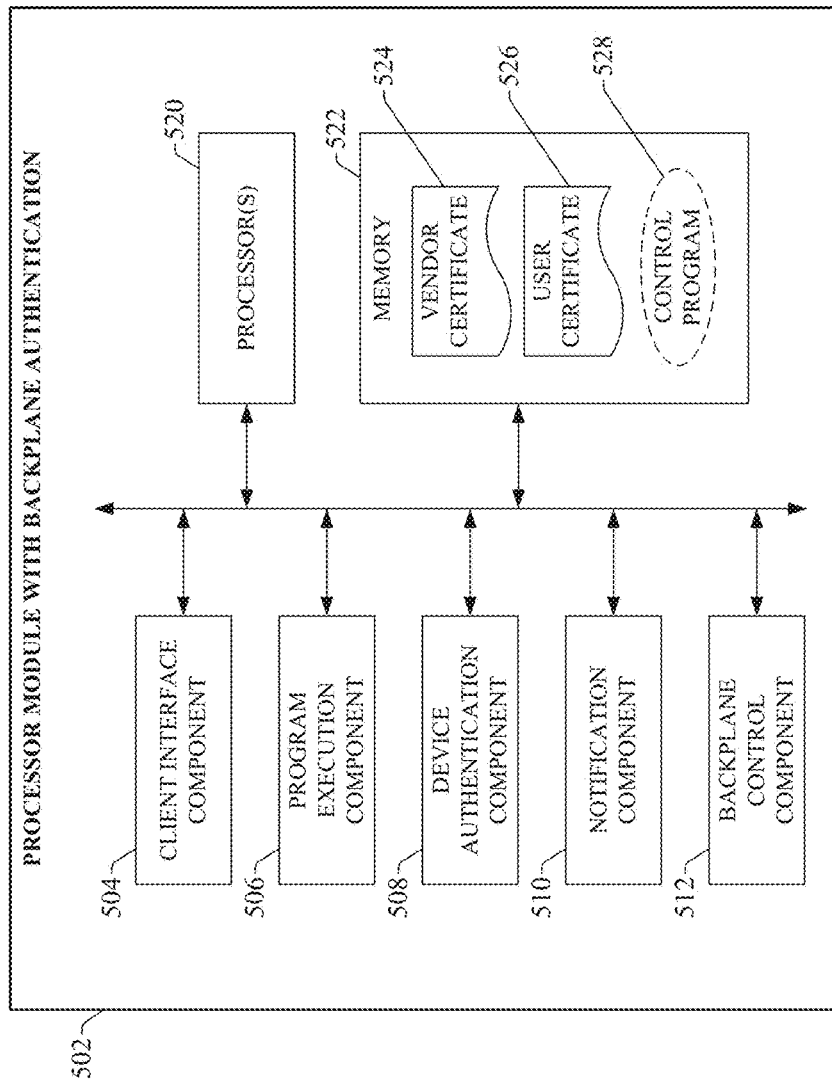 PROCESSOR MODULE WITH BACKPLANE AUTHENTICATION
502
504
CLIENT INTERFACE
COMPONENT
506
PROGRAM
EXECUTION
COMPONENT
508
DEVICE
AUTHENTICATION
COMPONENT
510
NOTIFICATION
COMPONENT
512
BACKPLANE
CONTROL
COMPONENT
520
PROCESSOR(S)
522
MEMORY
524
VENDOR
CERTIFICATE
526
USER
CERTIFICATE
528
CONTROL
PROGRAM